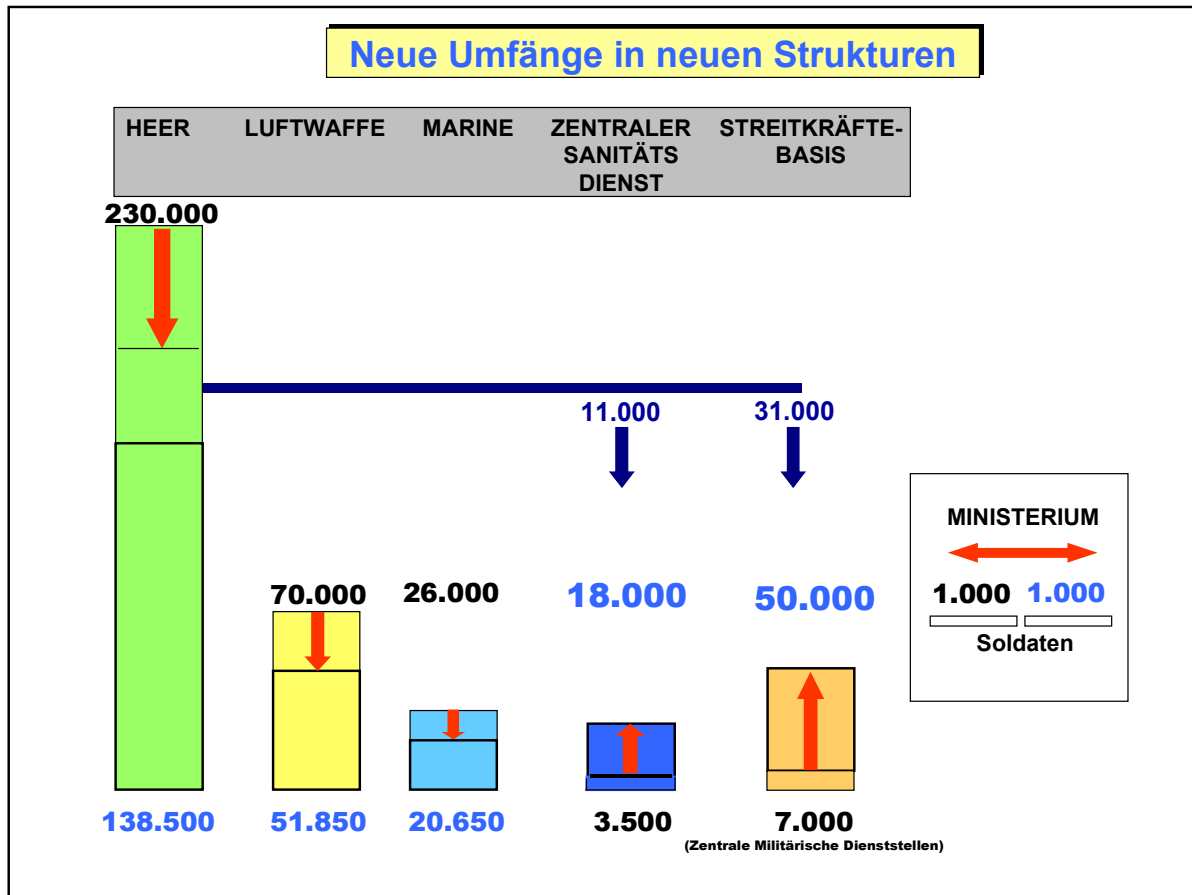 Neue Umfänge in neuen Strukturen
HEER LUFTWAFFE MARINE ZENTRALER STREITKRÄFTE-
SANITÄTS BASIS
DIENST
230.000
11.000 31.000
MINISTERIUM
70.000 26.000 18.000 50.000 1.000 1.000
Soldaten
138.500 51.850 20.650 3.500 7.000
(Zentrale Militärische Dienststellen)